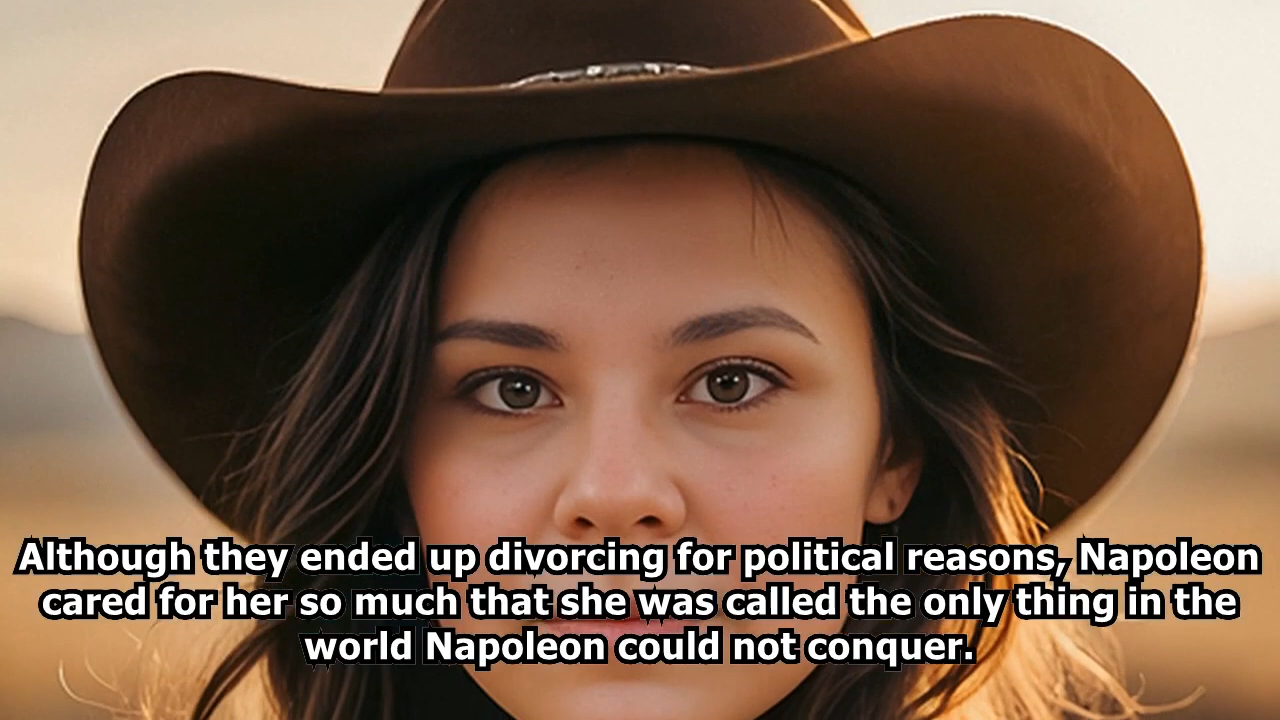 Although they ended up divorcing for political reasons, Napoleon
cared for her so much that she was called the only thing in the
world Napoleon could not conquer.